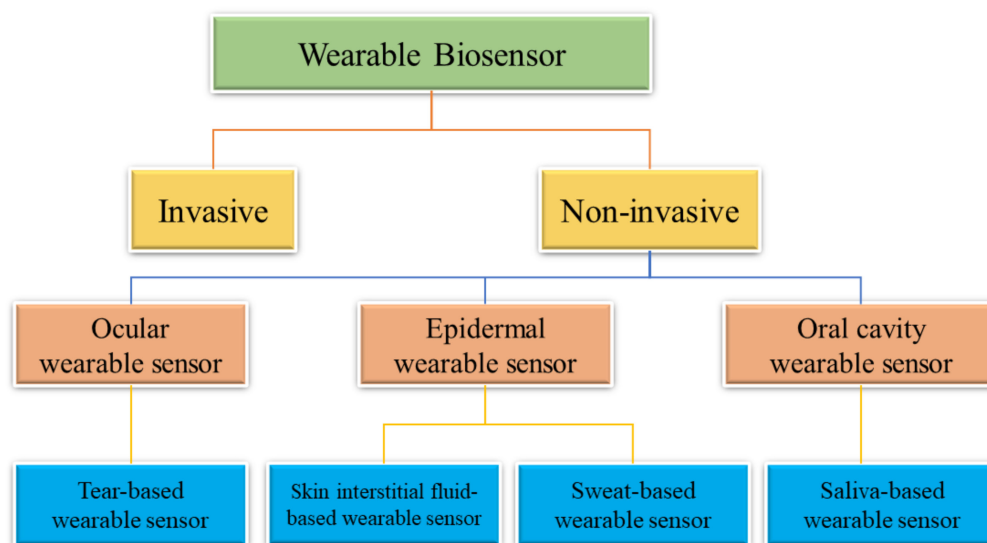 Wearable Biosensor
Invasive
Non-invasive
Ocular
wearable sensor
Epidermal
wearable sensor
Oral cavity
wearable sensor
Tear-based
wearable sensor
Skin interstitial fluid-
based wearable sensor
Sweat-based
wearable sensor
Saliva-based
wearable sensor